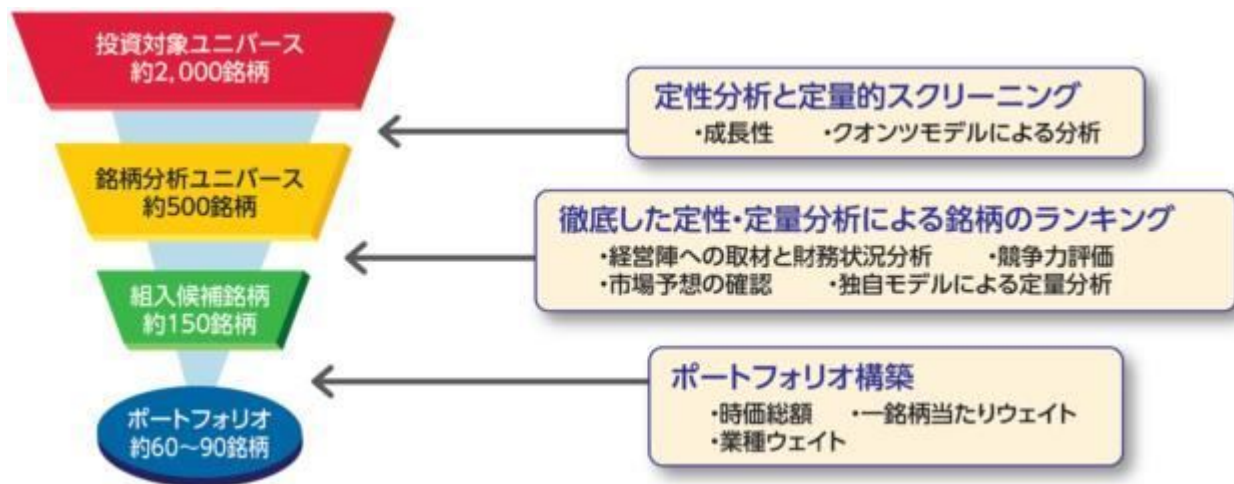 投資対象ユニバース
約2,000銘柄
定性分析と定量的スクリーニング
・成長性 ・クオンツモデルによる分析
銘柄分析ユニバース
約500銘柄
徹底した定性・定量分析による銘柄のランキング
・経営陣への取材と財務状況分析 ・競争力評価
・市場予想の確認 ・独自モデルによる定量分析
組入候補銘柄
約150銘柄
ポートフォリオ構築
・時価総額 ・一銘柄当たりウェイト
・業種ウェイト
ポートフォリオ
約60～90銘柄